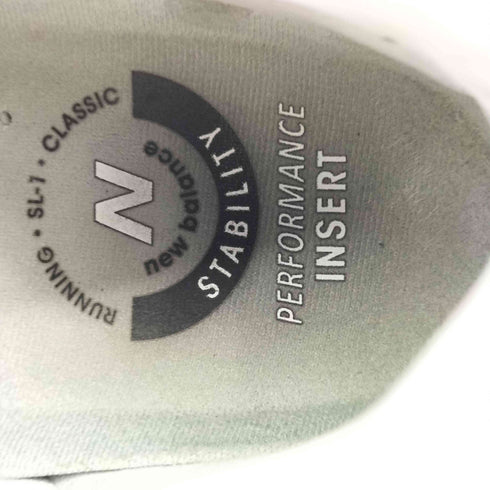 RUNNING • SL-1 • CLASSIC
N
new balance
STABILITY
PERFORMANCE
INSERT